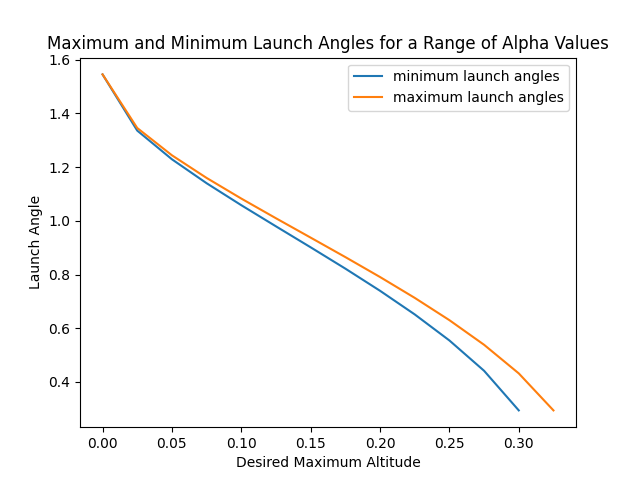 Maximum and Minimum Launch Angles for a Range of Alpha Values
minimum launch angles
maximum launch angles
1.6
1.4
1.2
1.0
0.8
0.6
0.4
Launch Angle
0.00 0.05 0.10 0.15 0.20 0.25 0.30
Desired Maximum Altitude